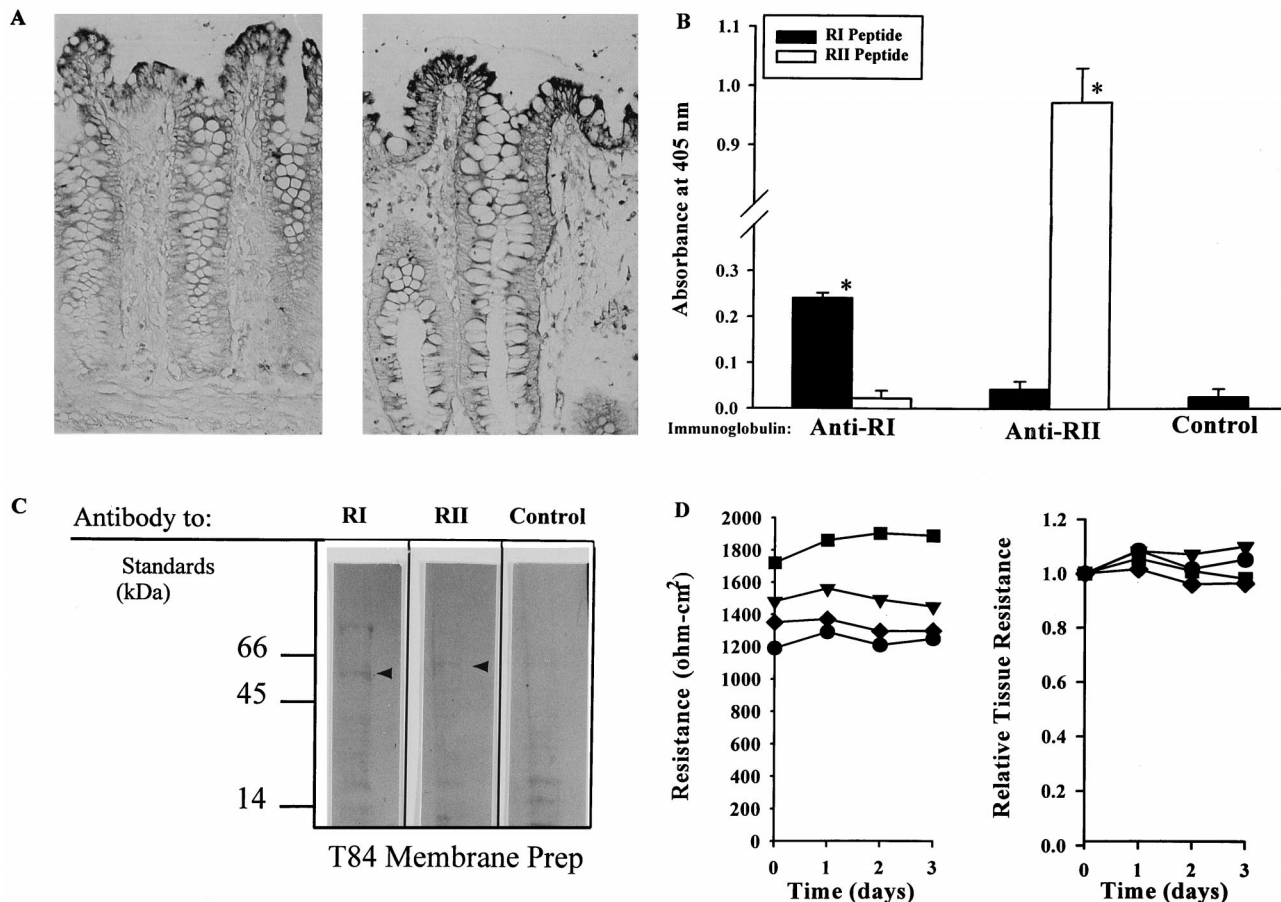 A
B
RI Peptide
RII Peptide
Absorbance at 405 nm
1.1
1.0
0.9
0.3
0.2
0.1
0.0
*
*
Immunoglobulin:
Anti-RI
Anti-RII
Control
C
Antibody to:
RI
RII
Control
Standards
(kDa)
66
45
14
T84 Membrane Prep
D
Resistance (ohm-cm²)
2000
1800
1600
1400
1200
1000
800
600
400
200
0
0 1 2 3
Time (days)
Relative Tissue Resistance
1.2
1.0
0.8
0.6
0.4
0.2
0.0
0 1 2 3
Time (days)